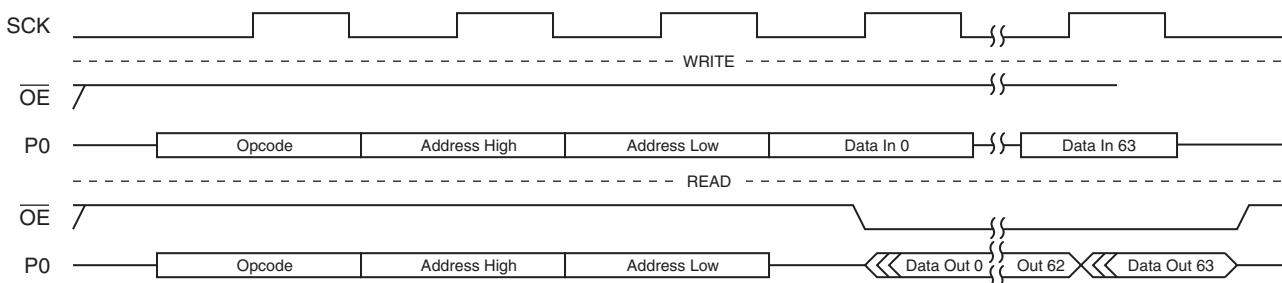 SCK
WRITE
OE
P0 Opcode Address High Address Low Data In 0 Data In 63
READ
OE
P0 Opcode Address High Address Low Data Out 0 Out 62 Data Out 63